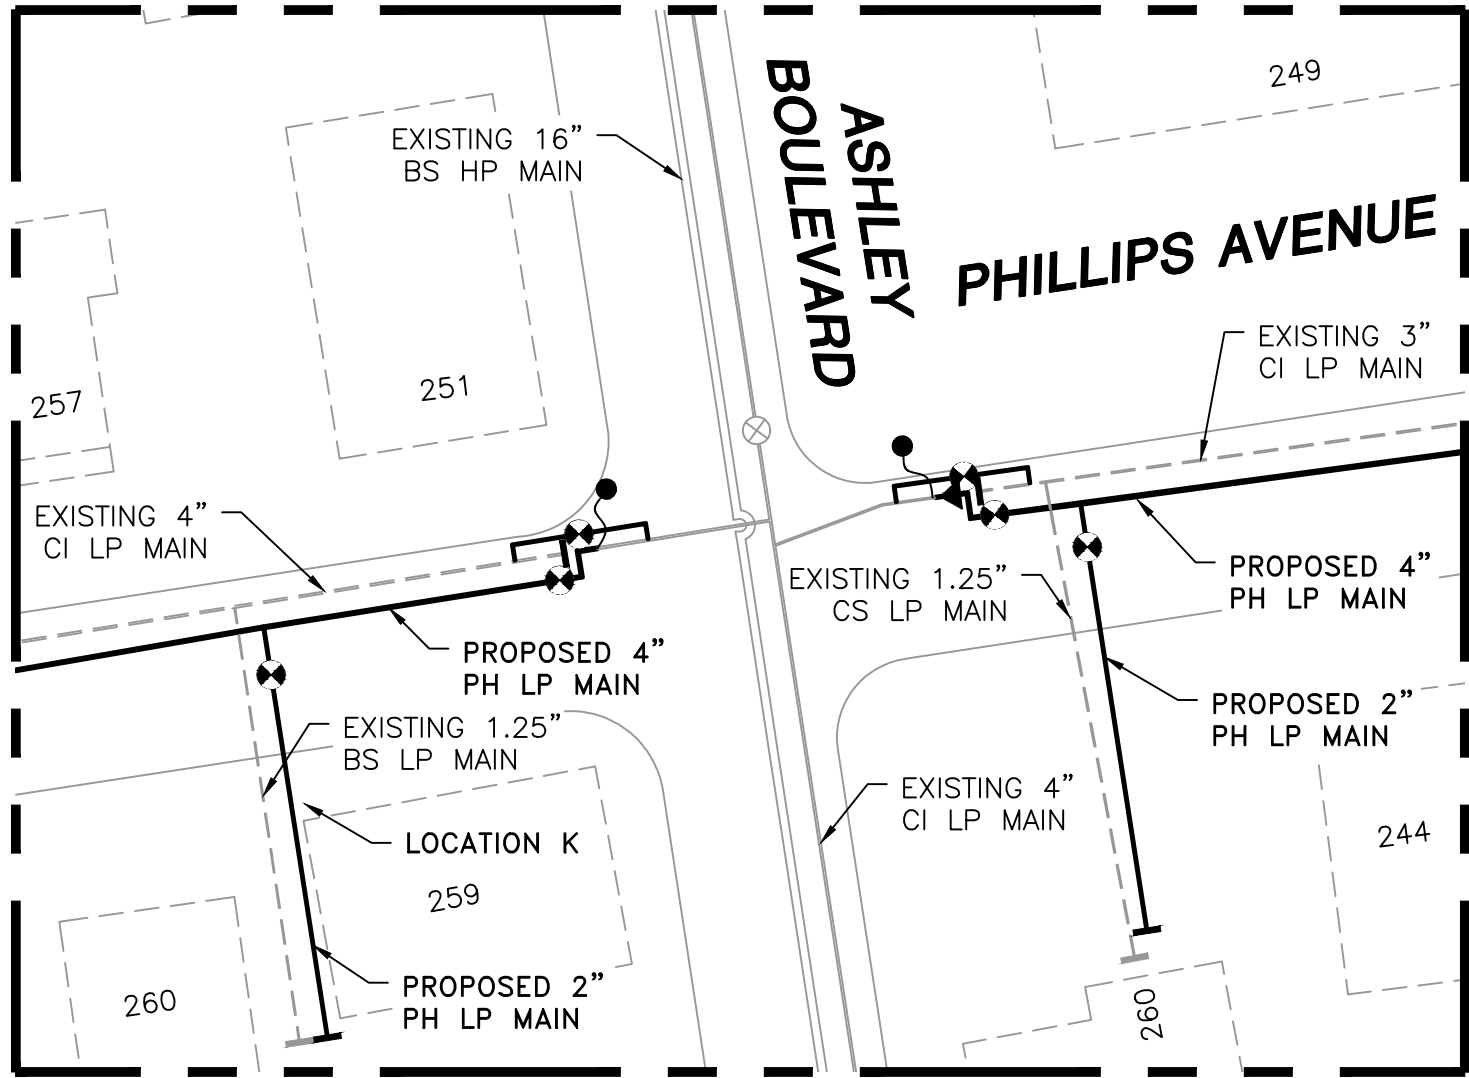 249
EXISTING 16”
BS HP MAIN
ASHLEY
BOULEVARD
PHILLIPS AVENUE
EXISTING 3”
CI LP MAIN
251
257
EXISTING 4”
CI LP MAIN
EXISTING 1.25”
CS LP MAIN
PROPOSED 4”
PH LP MAIN
PROPOSED 4”
PH LP MAIN
PROPOSED 2”
PH LP MAIN
EXISTING 1.25”
BS LP MAIN
EXISTING 4”
CI LP MAIN
LOCATION K
244
259
260
PROPOSED 2”
PH LP MAIN
260